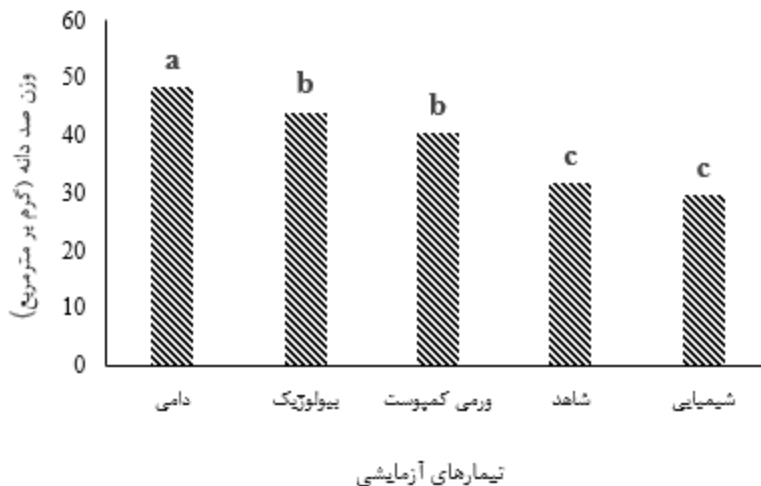 60
50
40
30
20
10
0
وزن صد دانه (گرم بر مترمربع)
a
b
b
c
c
دامی
بیولوژیک
ورمی کمپوست
شاهد
شیمیایی
تیمارهای آزمایشی